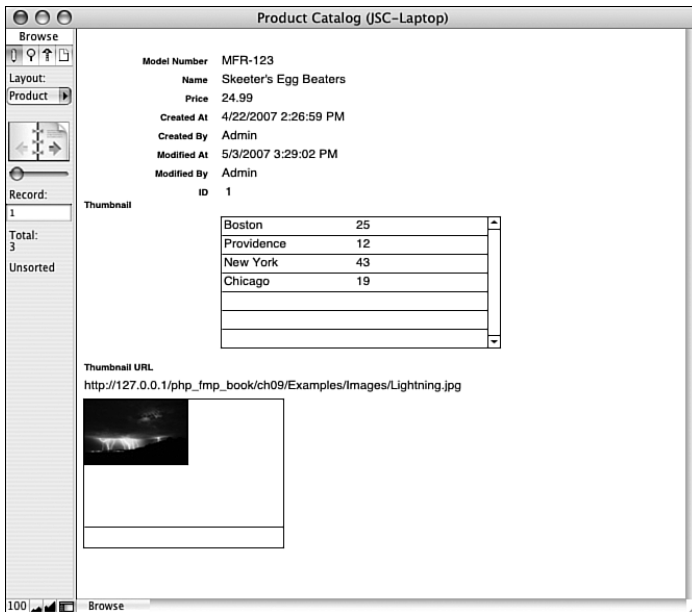 Product Catalog (JSC-Laptop)
Browse
Layout:
Product
Record:
1
Total:
3
Unsorted
Model Number MFR-123
Name Skeeter's Egg Beaters
Price 24.99
Created At 4/22/2007 2:26:59 PM
Created By Admin
Modified At 5/3/2007 3:29:02 PM
Modified By Admin
ID 1
Thumbnail
Boston 25
Providence 12
New York 43
Chicago 19
Thumbnail URL
http://127.0.0.1/php_fmp_book/ch09/Examples/Images/Lightning.jpg
100 Browse